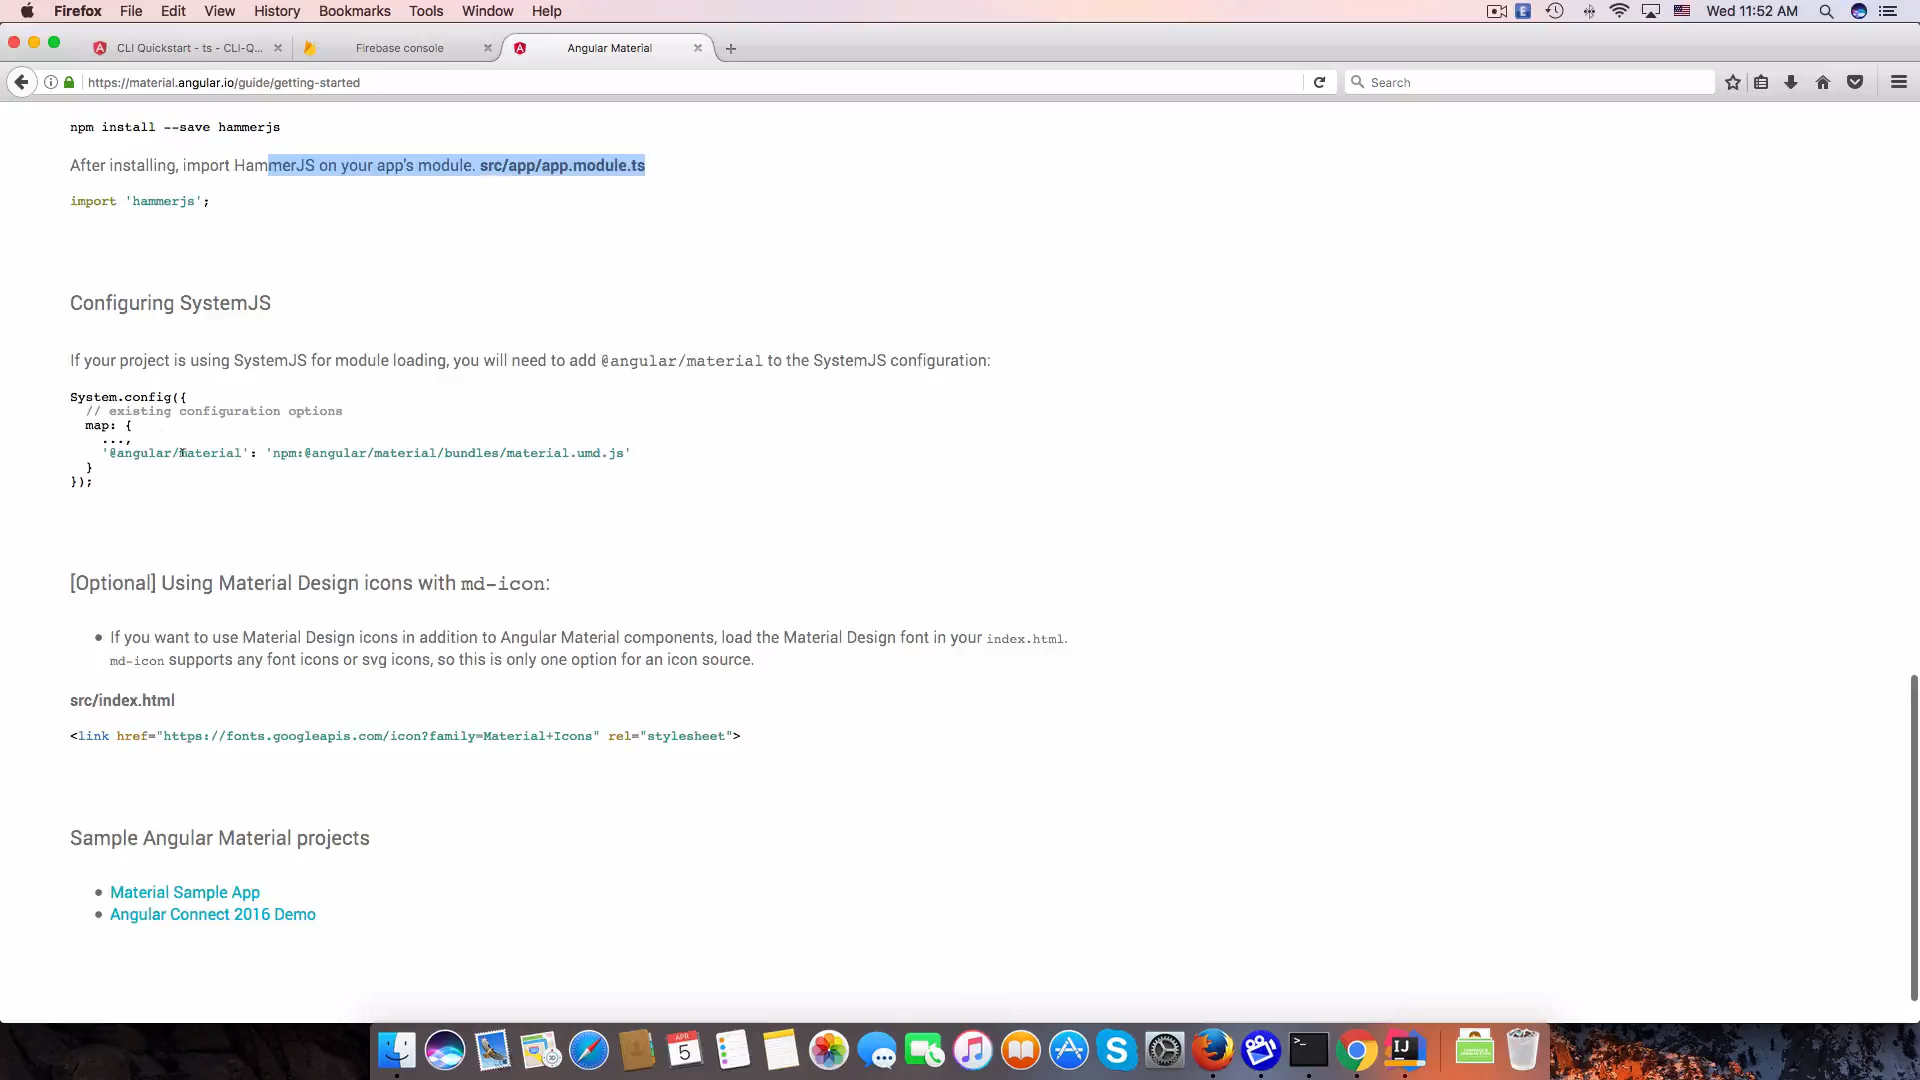 Firefox File Edit View History Bookmarks Tools Window Help Wed 11:52 AM
CLI Quickstart - ts - CLI-Q... Firebase console Angular Material
https://material.angular.io/guide/getting-started Search
npm install --save hammerjs
After installing, import HammerJS on your app's module. src/app/app.module.ts
import 'hammerjs';
Configuring SystemJS
If your project is using SystemJS for module loading, you will need to add @angular/material to the SystemJS configuration:
System.config({
// existing configuration options
map: {
...,
'@angular/material': 'npm:@angular/material/bundles/material.umd.js'
}
});
[Optional] Using Material Design icons with md-icon:
If you want to use Material Design icons in addition to Angular Material components, load the Material Design font in your index.html.
md-icon supports any font icons or svg icons, so this is only one option for an icon source.
src/index.html
<link href="https://fonts.googleapis.com/icon?family=Material+Icons" rel="stylesheet">
Sample Angular Material projects
Material Sample App
Angular Connect 2016 Demo
APR
5